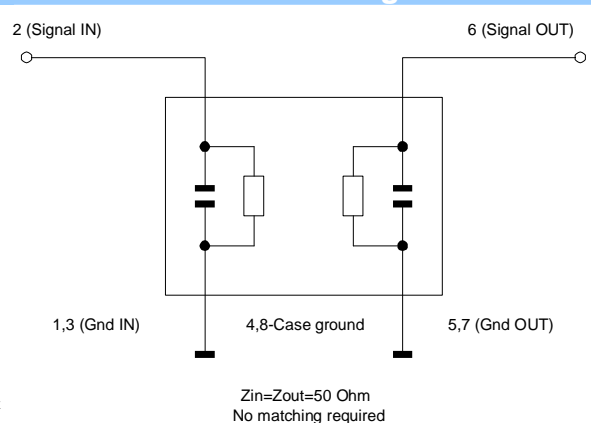 2 (Signal IN)
6 (Signal OUT)
1,3 (Gnd IN)
4,8-Case ground
5,7 (Gnd OUT)
Zin=Zout=50 Ohm
No matching required